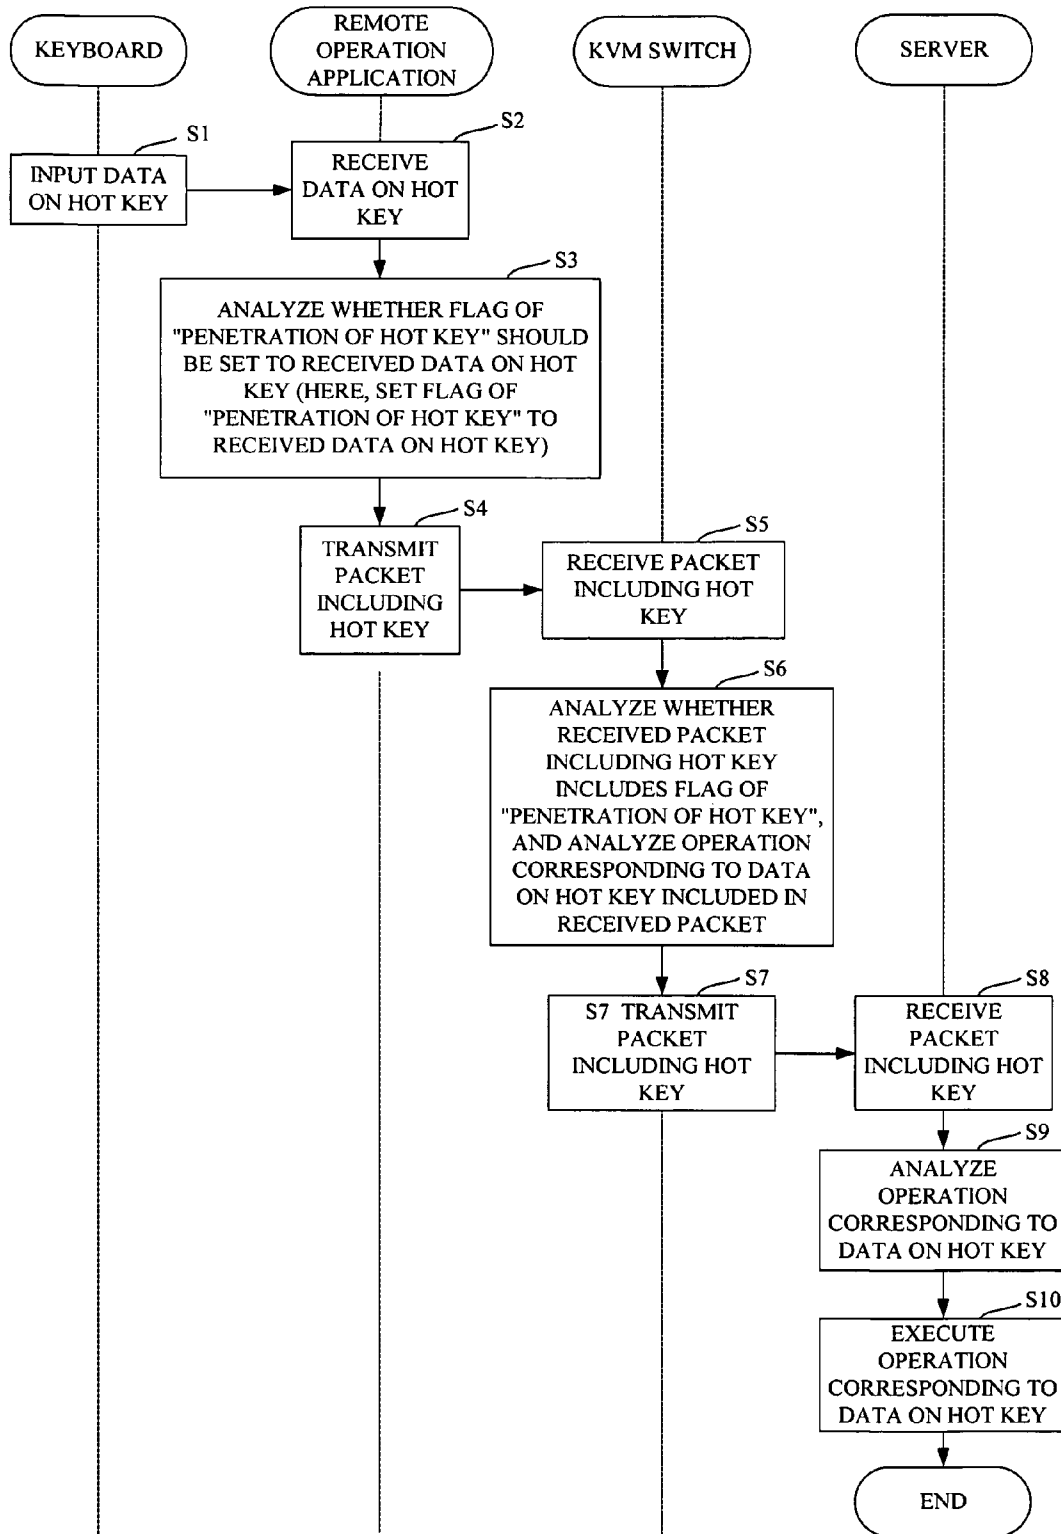 KEYBOARD
REMOTE
OPERATION
APPLICATION
KVM SWITCH
SERVER
S1
INPUT DATA
ON HOT KEY
S2
RECEIVE
DATA ON HOT
KEY
S3
ANALYZE WHETHER FLAG OF
"PENETRATION OF HOT KEY" SHOULD
BE SET TO RECEIVED DATA ON HOT
KEY (HERE, SET FLAG OF
"PENETRATION OF HOT KEY" TO
RECEIVED DATA ON HOT KEY)
S4
TRANSMIT
PACKET
INCLUDING
HOT KEY
S5
RECEIVE PACKET
INCLUDING HOT
KEY
S6
ANALYZE WHETHER
RECEIVED PACKET
INCLUDING HOT KEY
INCLUDES FLAG OF
"PENETRATION OF HOT KEY",
AND ANALYZE OPERATION
CORRESPONDING TO DATA
ON HOT KEY INCLUDED IN
RECEIVED PACKET
S7
S7 TRANSMIT
PACKET
INCLUDING HOT
KEY
S8
RECEIVE
PACKET
INCLUDING HOT
KEY
S9
ANALYZE
OPERATION
CORRESPONDING TO
DATA ON HOT KEY
S10
EXECUTE
OPERATION
CORRESPONDING TO
DATA ON HOT KEY
END